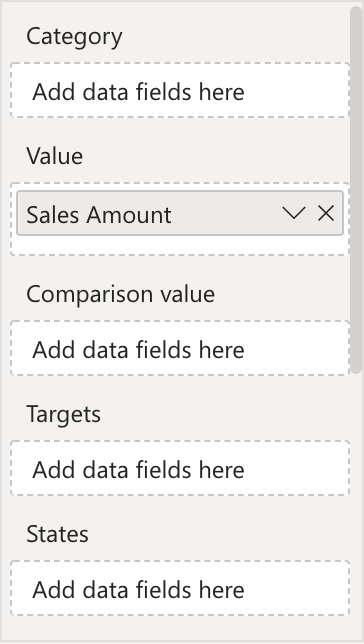 Category
Add data fields here
Value
Sales Amount
Comparison value
Add data fields here
Targets
Add data fields here
States
Add data fields here